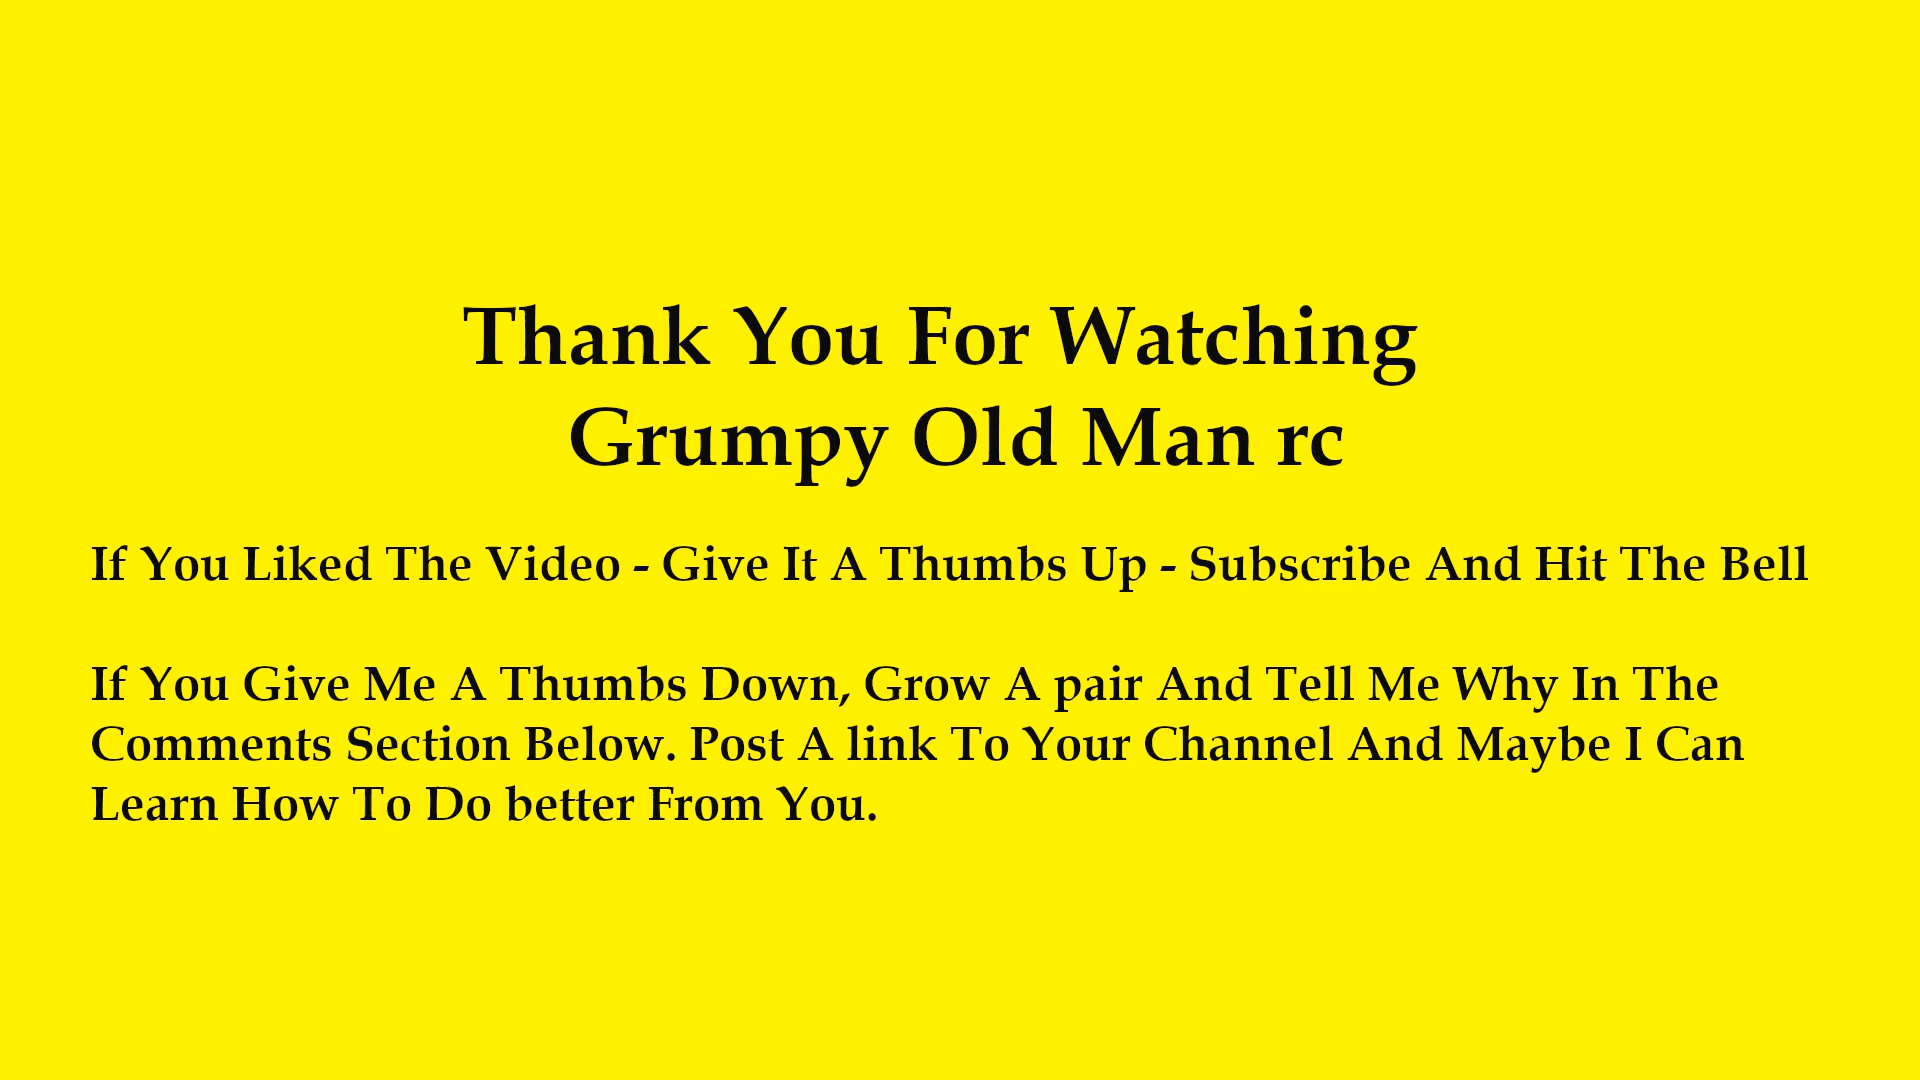 Thank You For Watching
Grumpy Old Man rc
If You Liked The Video - Give It A Thumbs Up - Subscribe And Hit The Bell
If You Give Me A Thumbs Down, Grow A pair And Tell Me Why In The
Comments Section Below. Post A link To Your Channel And Maybe I Can
Learn How To Do better From You.